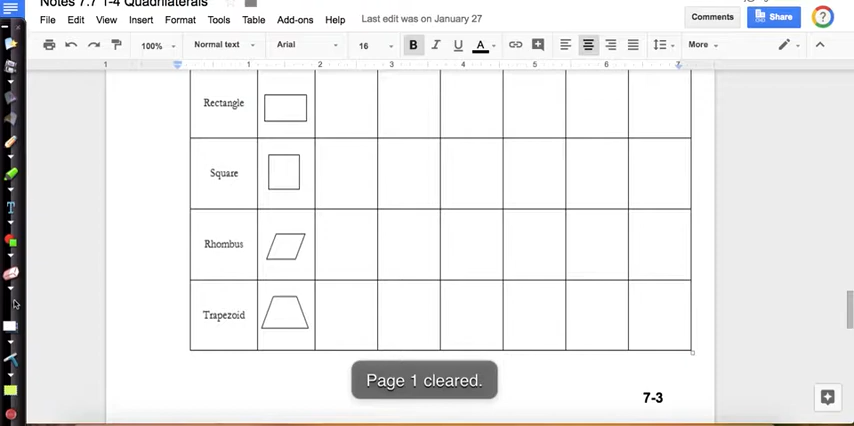 Notes 7.7 1-4 Quadrilaterals
File Edit View Insert Format Tools Table Add-ons Help Last edit was on January 27
Comments Share
100% Normal text Arial 16 B I U A More
1 1 2 3 4 5 6 7
Rectangle
Square
Rhombus
Trapezoid
Page 1 cleared.
7-3